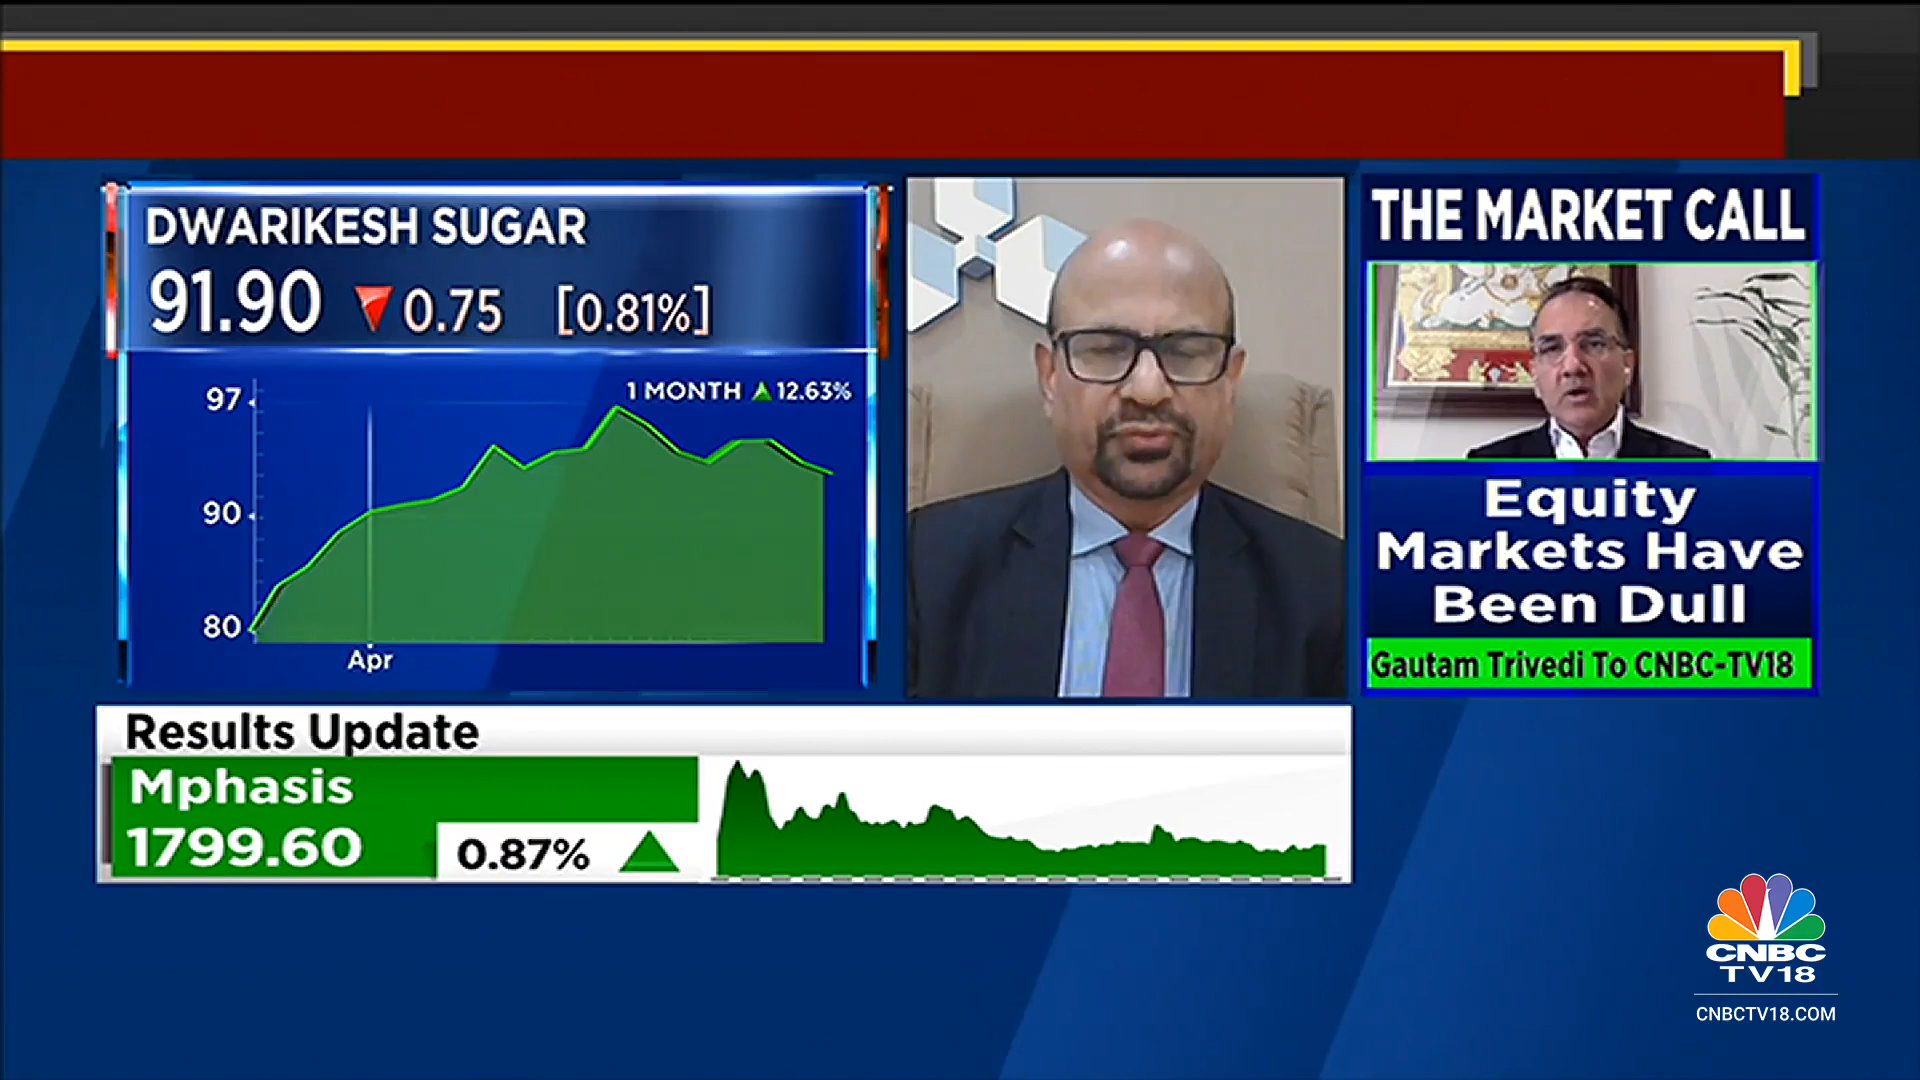 DWARIKESH SUGAR
91.90 ▼ 0.75 [0.81%]
1 MONTH ▲ 12.63%
97
90
80
Apr
THE MARKET CALL
Equity
Markets Have
Been Dull
Gautam Trivedi To CNBC-TV18
Results Update
Mphasis
1799.60
0.87% ▲
CNBC
TV18
CNBCTV18.COM